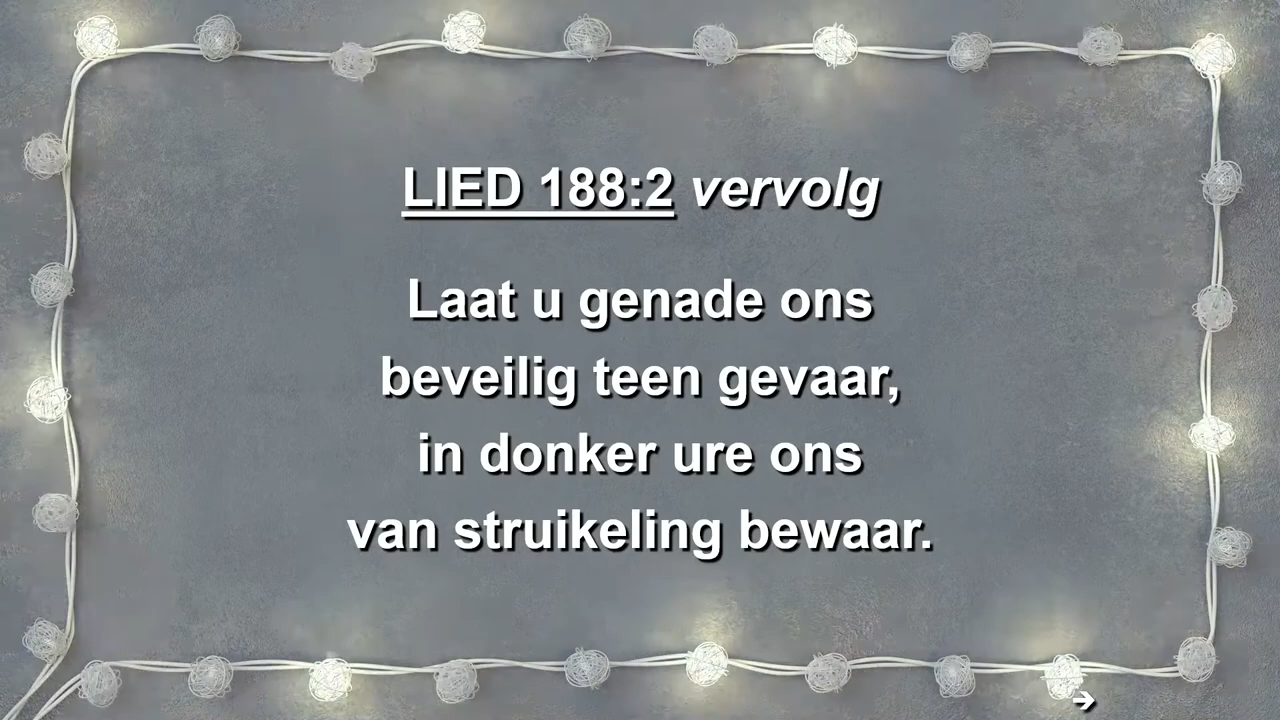 LIED 188:2 vervolg
Laat u genade ons
beveilig teen gevaar,
in donker ure ons
van struikeling bewaar.